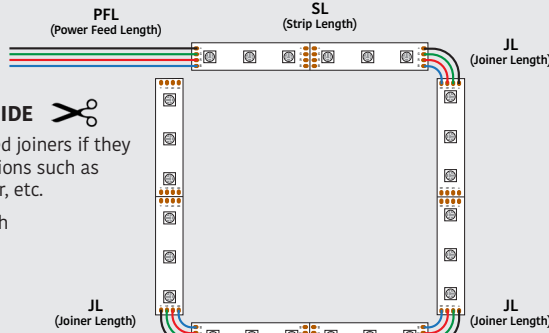 PFL
(Power Feed Length)
SL
(Strip Length)
JL
(Joiner Length)
IDE
ed joiners if they
ions such as
r, etc.
h
JL
(Joiner Length)
JL
(Joiner Length)